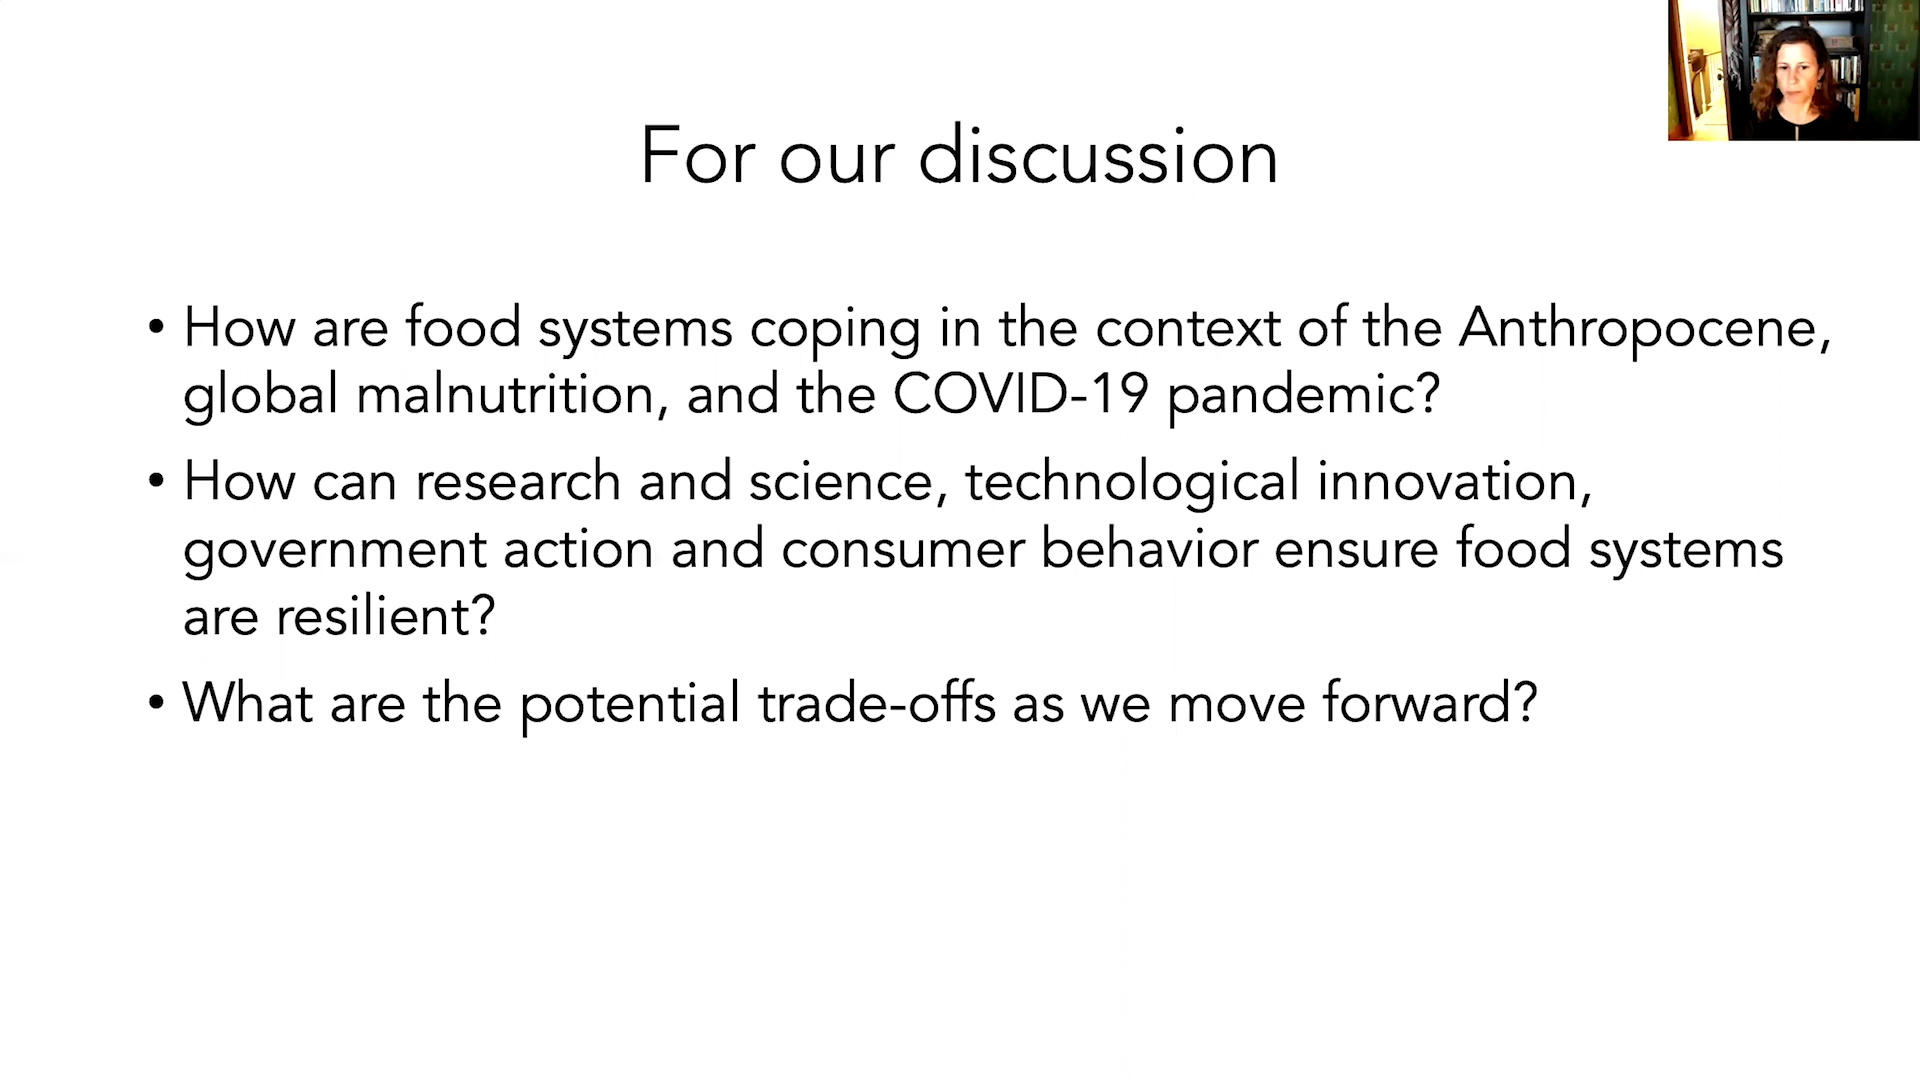 For our discussion
• How are food systems coping in the context of the Anthropocene,
global malnutrition, and the COVID-19 pandemic?
• How can research and science, technological innovation,
government action and consumer behavior ensure food systems
are resilient?
• What are the potential trade-offs as we move forward?